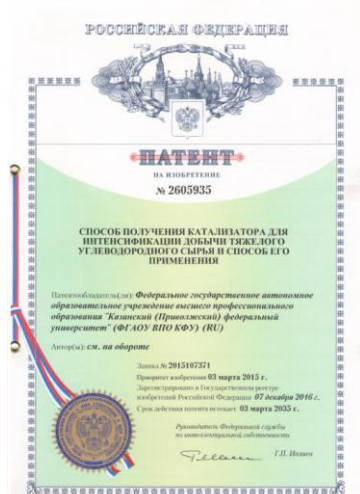 РОССИЙСКАЯ ФЕДЕРАЦИЯ
ПАТЕНТ
НА ИЗОБРЕТЕНИЕ
№ 2605935
СПОСОБ ПОЛУЧЕНИЯ КАТАЛИЗАТОРА ДЛЯ
ИНТЕНСИФИКАЦИИ ДОБЫЧИ ТЯЖЕЛОГО
УГЛЕВОДОРОДНОГО СЫРЬЯ И СПОСОБ ЕГО
ПРИМЕНЕНИЯ
Патентообладатель(ли): Федеральное государственное автономное
образовательное учреждение высшего профессионального
образования "Казанский (Приволжский) федеральный
университет" (ФГАОУ ВПО КФУ) (RU)
Автор(ы): см. на обороте
Заявка № 2015107371
Приоритет изобретения 03 марта 2015 г.
Зарегистрировано в Государственном реестре
изобретений Российской Федерации 07 декабря 2016 г.
Срок действия патента истекает 03 марта 2035 г.
Руководитель Федеральной службы
по интеллектуальной собственности
Г.П. Ивлиев